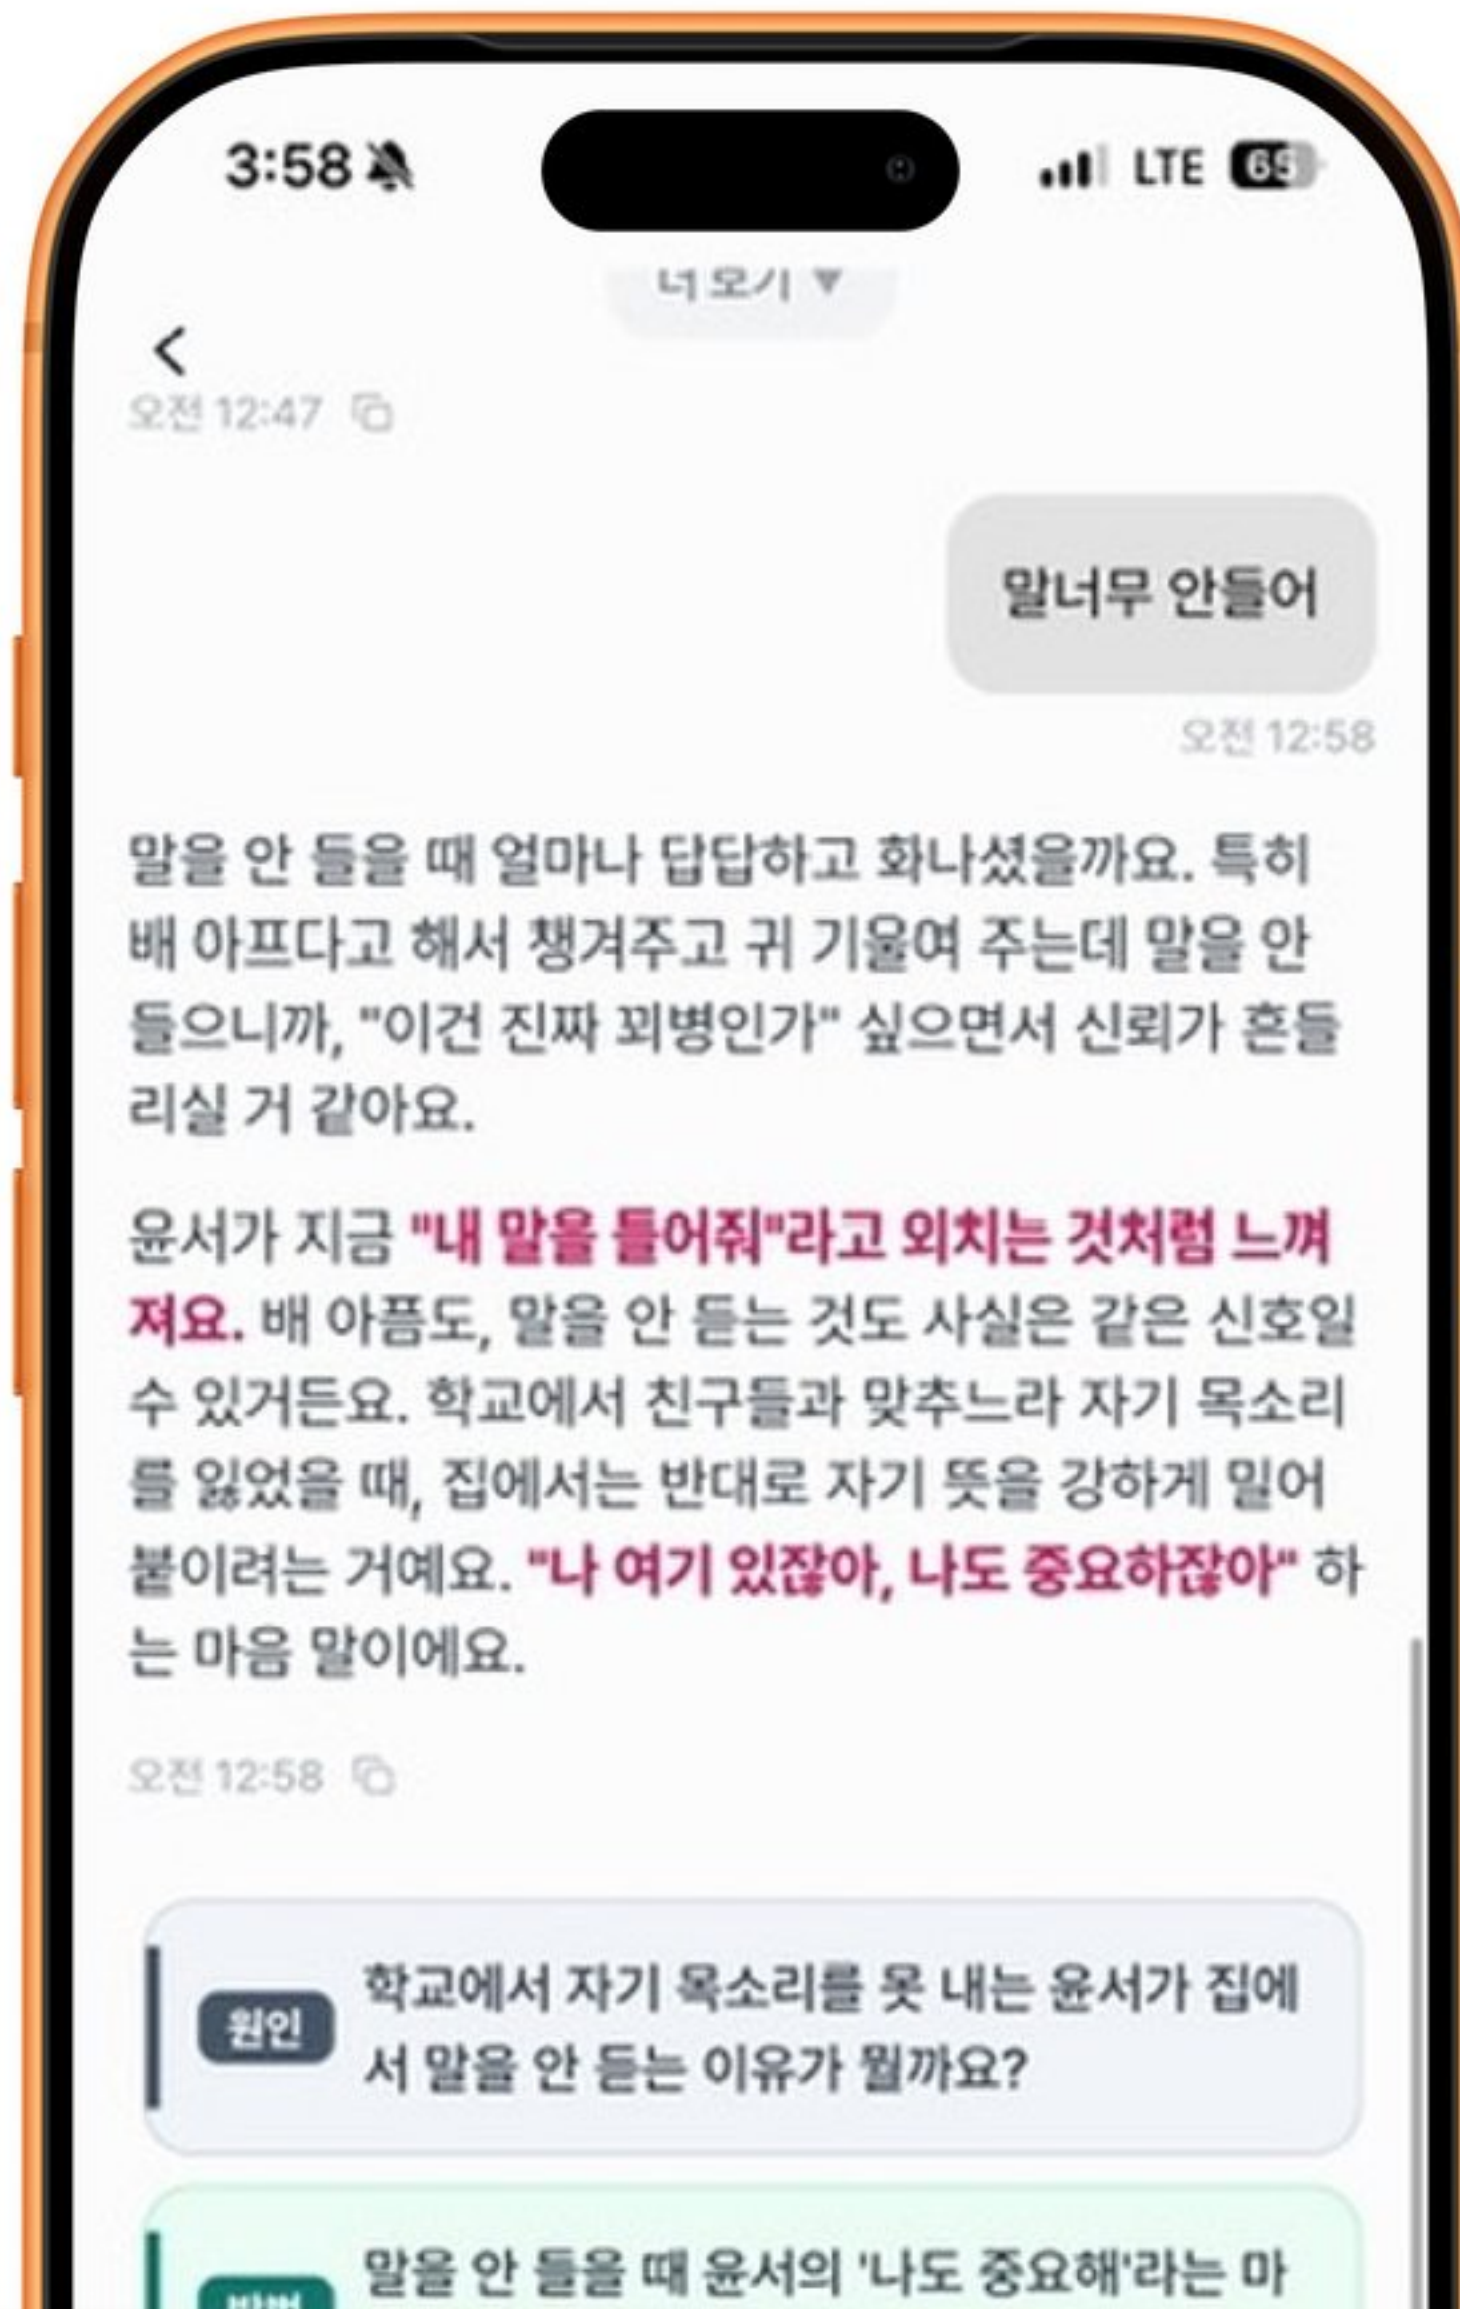 3:58
LTE 65
더 보기 ▼
오전 12:47
말너무 안들어
오전 12:58
말을 안 들을 때 얼마나 답답하고 화나셨을까요. 특히
배 아프다고 해서 챙겨주고 귀 기울여 주는데 말을 안
들으니까, "이건 진짜 꾀병인가" 싶으면서 신뢰가 흔들
리실 거 같아요.
윤서가 지금 "내 말을 들어줘"라고 외치는 것처럼 느껴
져요. 배 아픔도, 말을 안 듣는 것도 사실은 같은 신호일
수 있거든요. 학교에서 친구들과 맞추느라 자기 목소리
를 잃었을 때, 집에서는 반대로 자기 뜻을 강하게 밀어
붙이려는 거예요. "나 여기 있잖아, 나도 중요하잖아" 하
는 마음 말이에요.
오전 12:58
원인
학교에서 자기 목소리를 못 내는 윤서가 집에
서 말을 안 듣는 이유가 뭘까요?
말을 안 들을 때 윤서의 '나도 중요해'라는 마